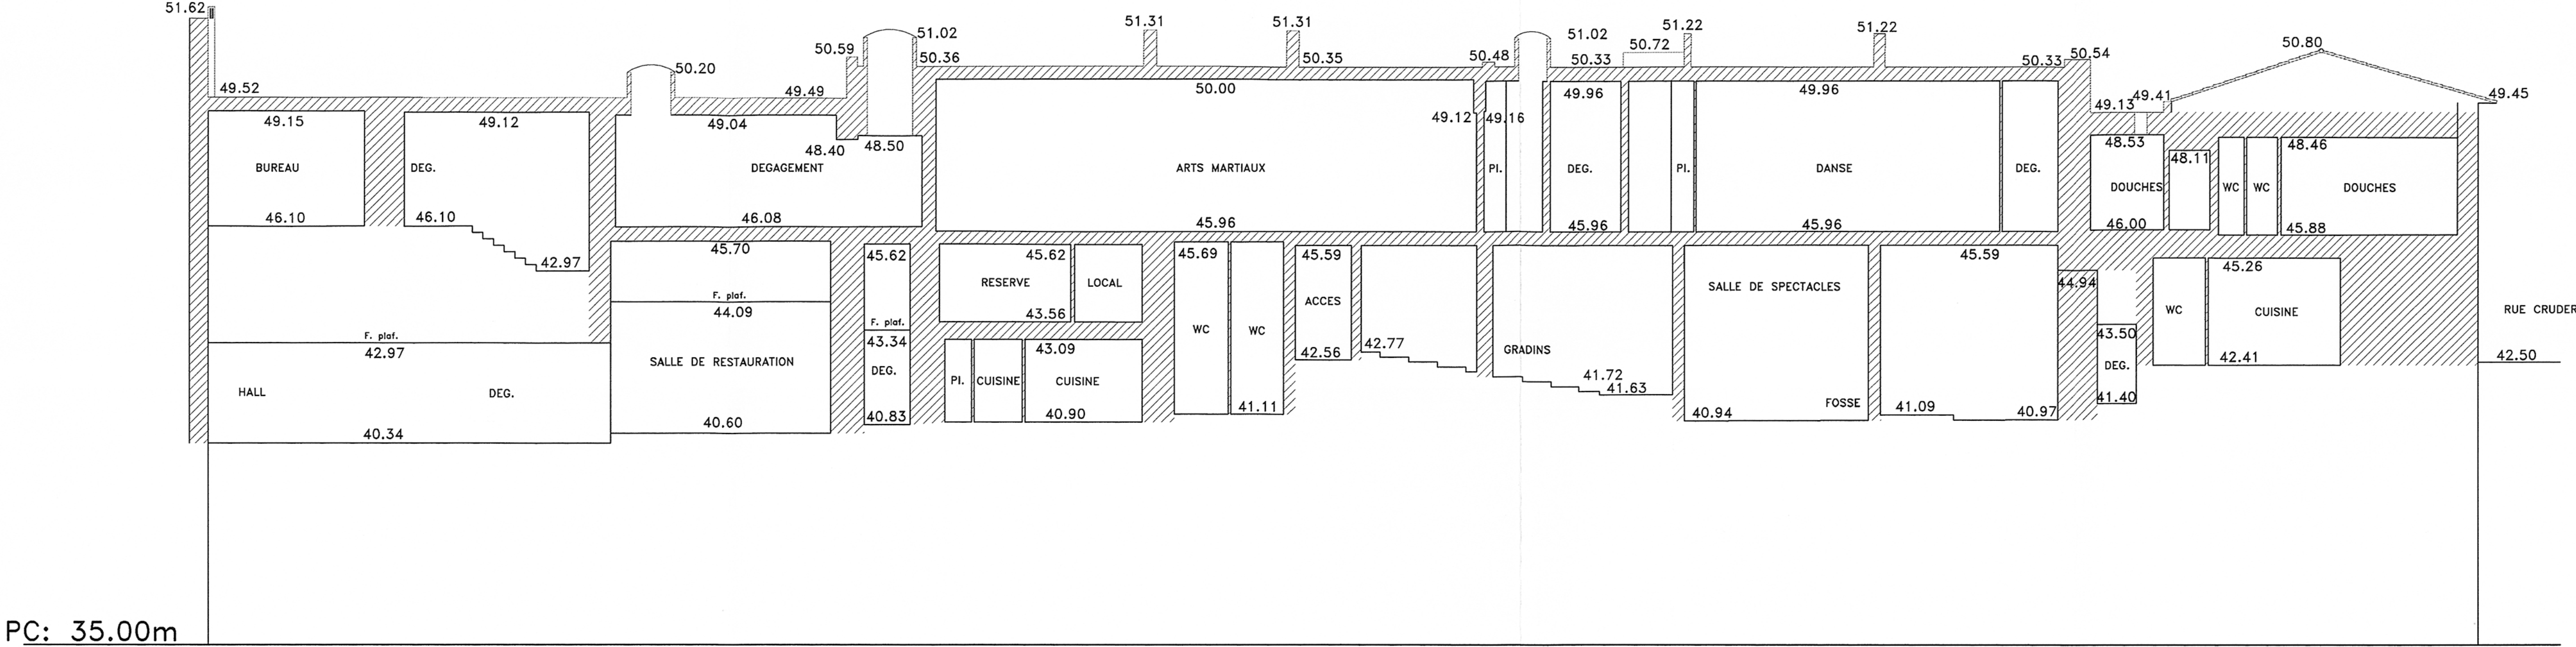 51.62
51.31
51.31
51.22
51.22
51.02
51.02
50.59
50.36
50.35
50.48
50.33
50.72
50.33
50.54
50.80
50.20
49.52
49.49
49.13
49.41
49.45
49.15
49.12
49.04
48.40
48.50
50.00
49.12
49.16
49.96
49.96
48.53
48.11
48.46
BUREAU
DEG.
DEGAGEMENT
ARTS MARTIAUX
PI.
DEG.
PI.
DANSE
DEG.
DOUCHES
WC
WC
DOUCHES
46.10
46.10
46.08
45.96
45.96
45.96
46.00
45.88
42.97
45.70
45.62
45.62
45.69
45.59
45.59
44.94
45.26
RESERVE
LOCAL
ACCES
SALLE DE SPECTACLES
F. plaf.
44.09
43.56
WC
WC
WC
CUISINE
RUE CRUDER
F. plaf.
42.97
F. plaf.
43.34
43.09
42.56
42.77
GRADINS
43.50
42.41
42.50
SALLE DE RESTAURATION
DEG.
PI.
CUISINE
CUISINE
DEG.
HALL
DEG.
41.72
41.63
41.40
40.34
40.60
40.83
40.90
41.11
40.94
FOSSE
41.09
40.97
PC: 35.00m